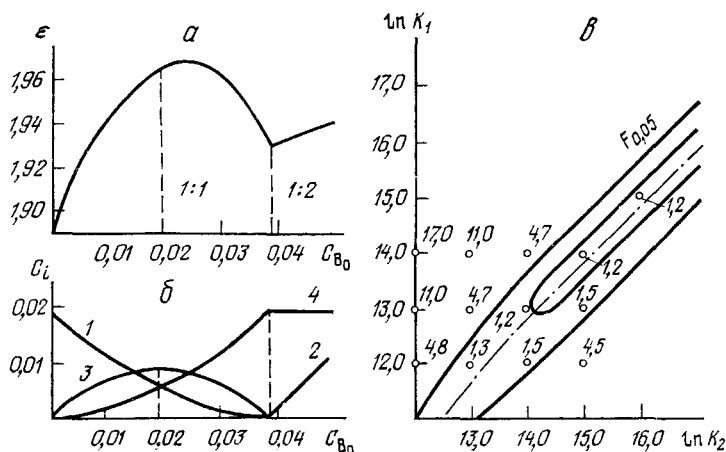 ε
а
1,96
1,94
1,92
1,90
1:1
1:2
0,01 0,02 0,03 0,04 C_B₀
C_i
б
0,02
0,01
1
2
3
4
0,01 0,02 0,03 0,04 C_B₀
ln K₁
в
17,0
16,0
15,0
14,0
13,0
12,0
F₀,₀₅
1,2
17,0 11,0 4,7
1,2
11,0 4,7 1,2 1,5
4,8 1,3 1,5 4,5
13,0 14,0 15,0 16,0 ln K₂